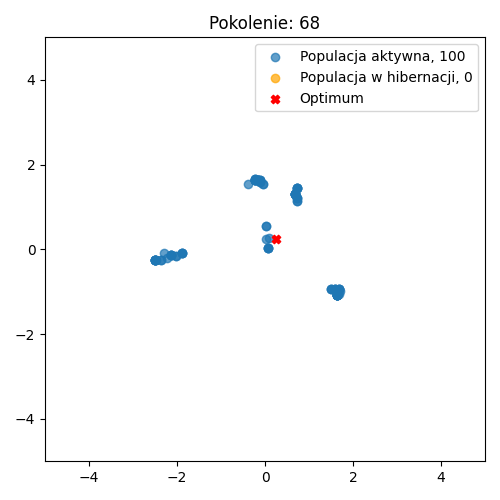 Pokolenie: 68
Populacja aktywna, 100
Populacja w hibernacji, 0
Optimum
4
2
0
−2
−4
−4 −2 0 2 4